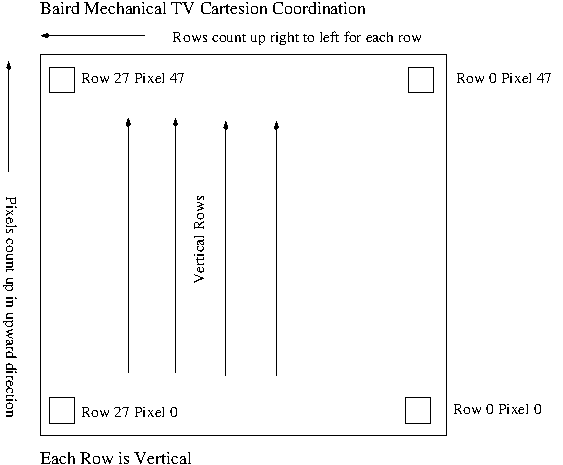 Baird Mechanical TV Cartesion Coordination
Rows count up right to left for each row
Row 27 Pixel 47
Row 0 Pixel 47
Pixels count up in upward direction
Vertical Rows
Row 27 Pixel 0
Row 0 Pixel 0
Each Row is Vertical